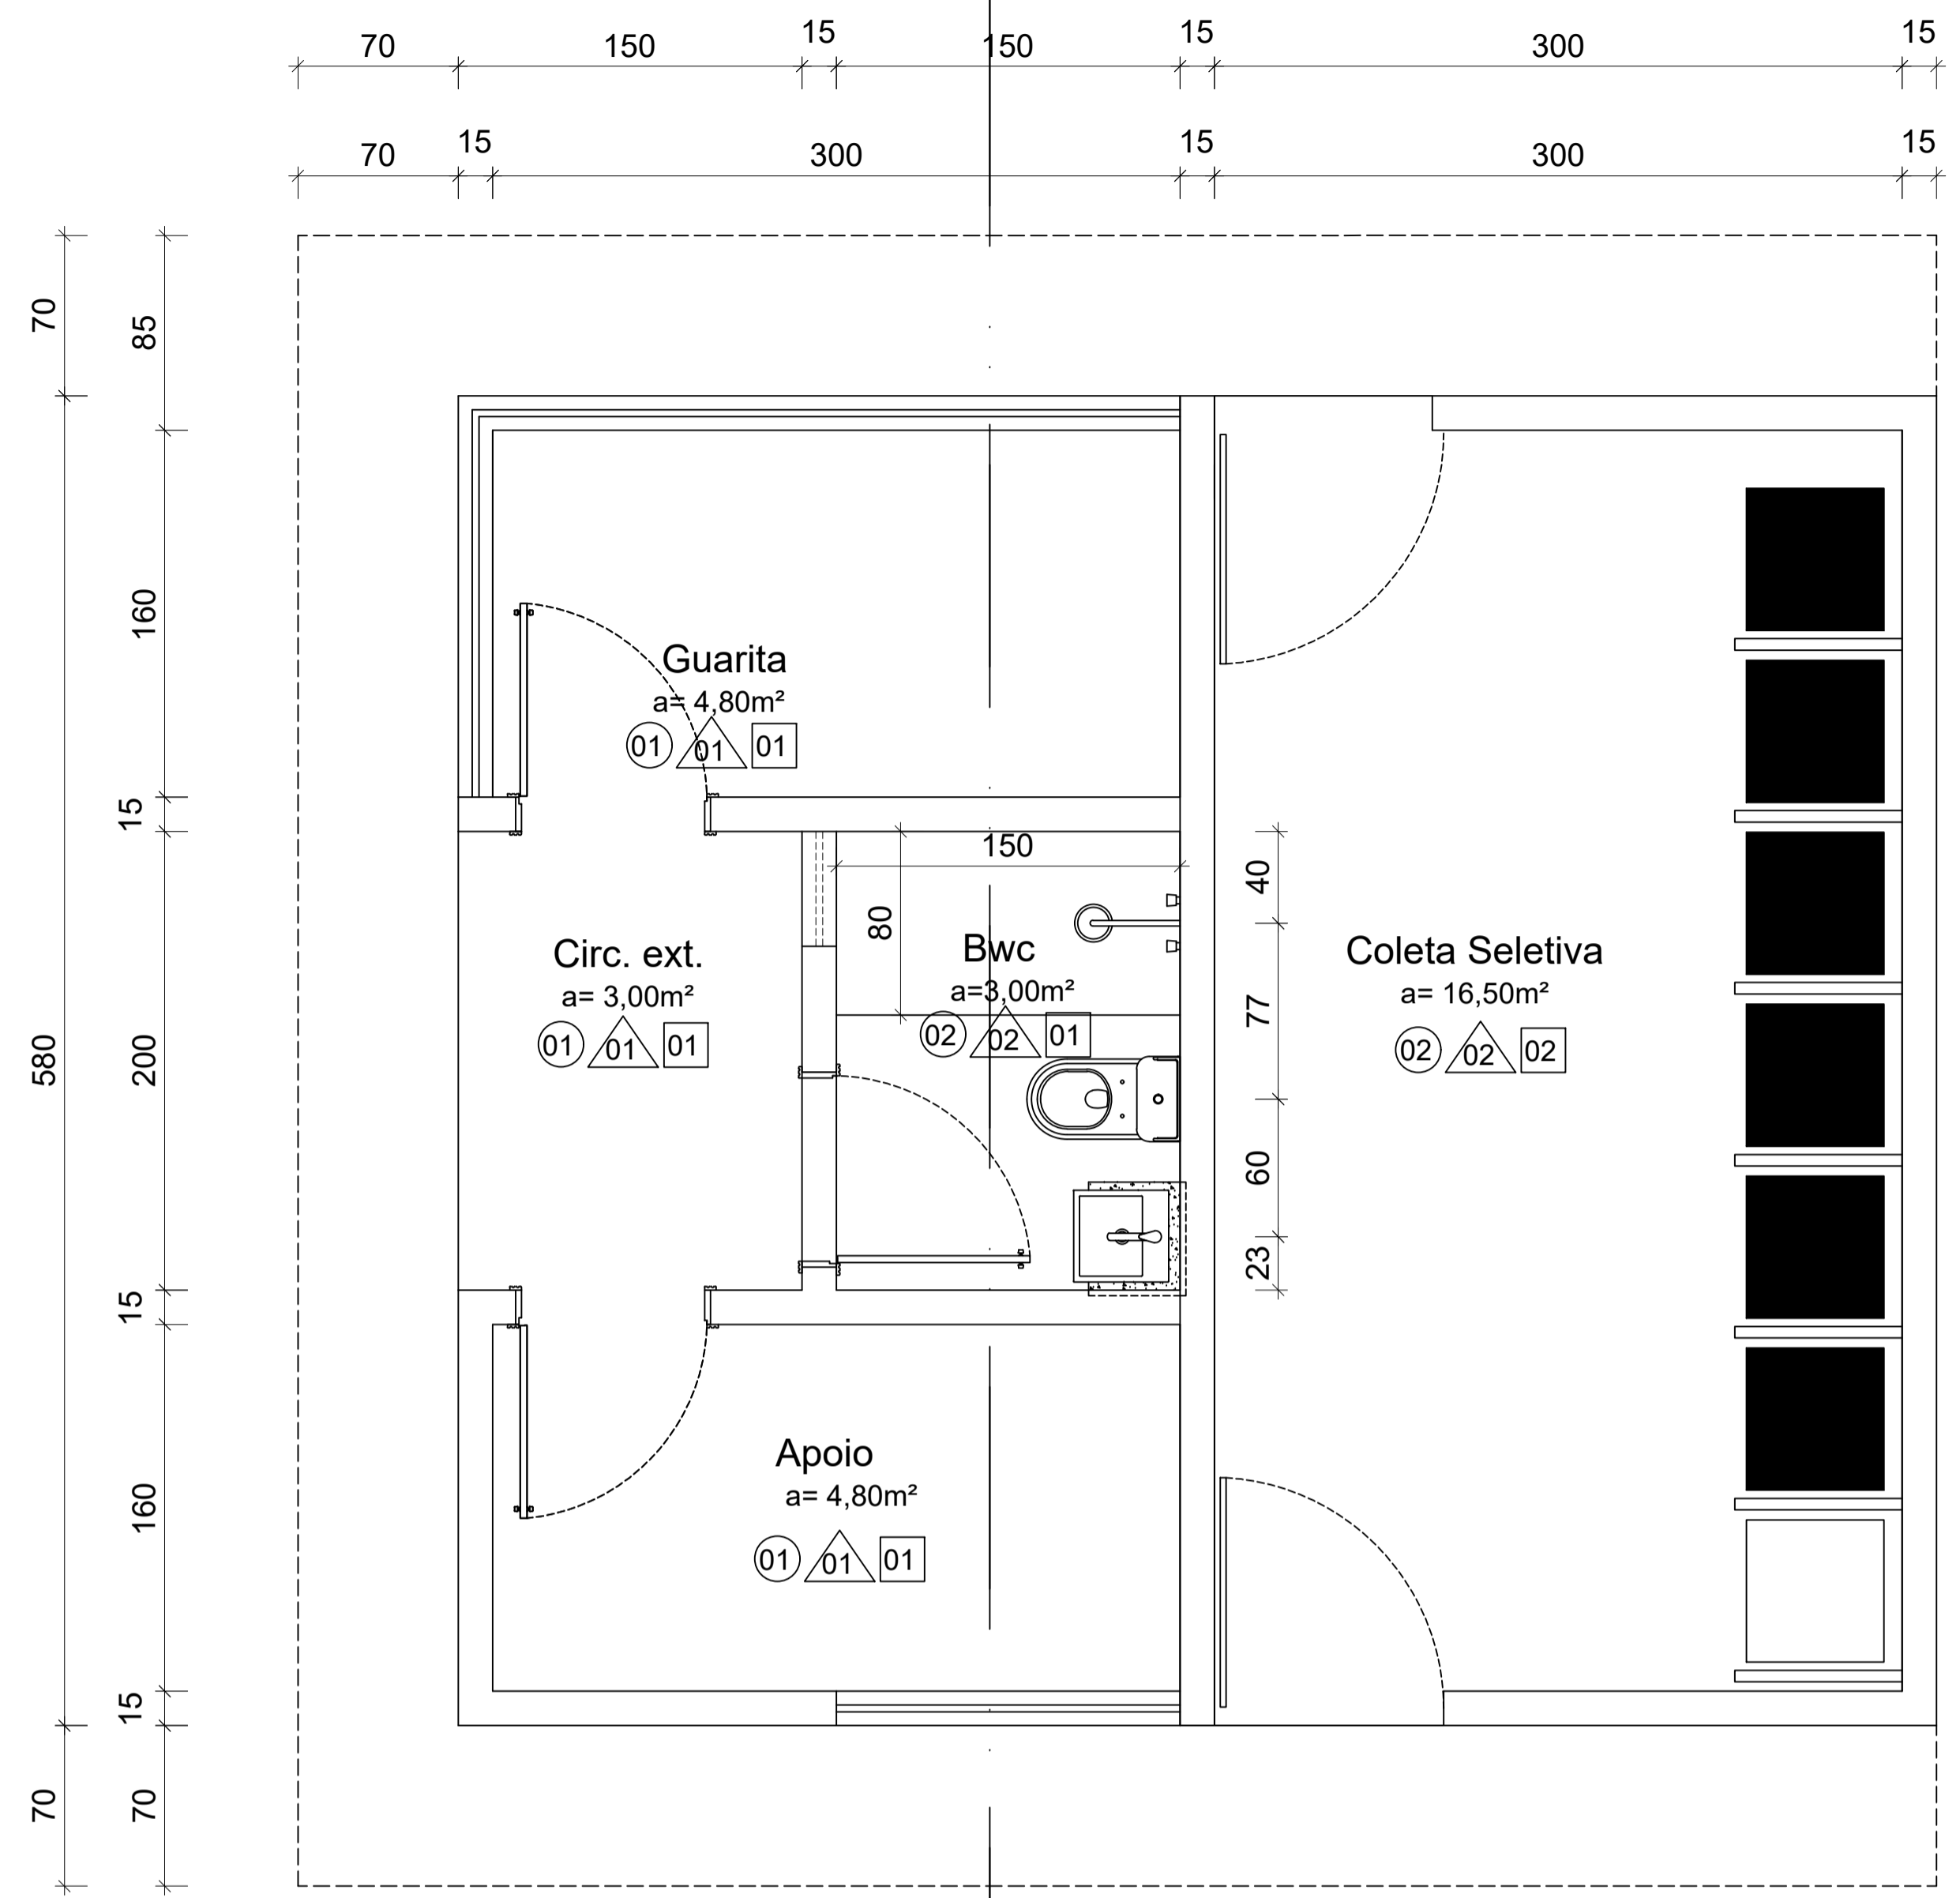 70 150 15 150 15 300 15
70 15 300 15 300 15
70
85
160
15
580
200
15
160
15
70
70
Guarita
a= 4,80m²
01 01 01
150
80
40
77
60
23
Circ. ext.
a= 3,00m²
01 01 01
Bwc
a=3,00m²
02 02 01
Coleta Seletiva
a= 16,50m²
02 02 02
Apoio
a= 4,80m²
01 01 01